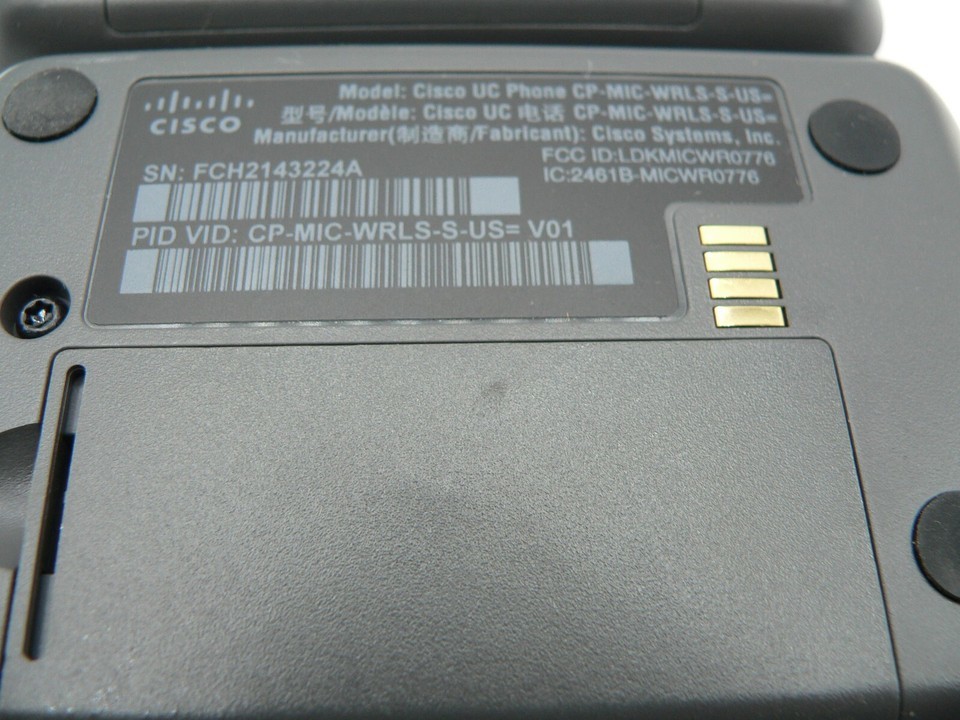 CISCO
Model: Cisco UC Phone CP-MIC-WRLS-S-US=
型号/Modèle: Cisco UC 电话 CP-MIC-WRLS-S-US=
Manufacturer(制造商/Fabricant): Cisco Systems, Inc.
FCC ID:LDKMICWR0776
IC:2461B-MICWR0776
SN: FCH2143224A
PID VID: CP-MIC-WRLS-S-US= V01